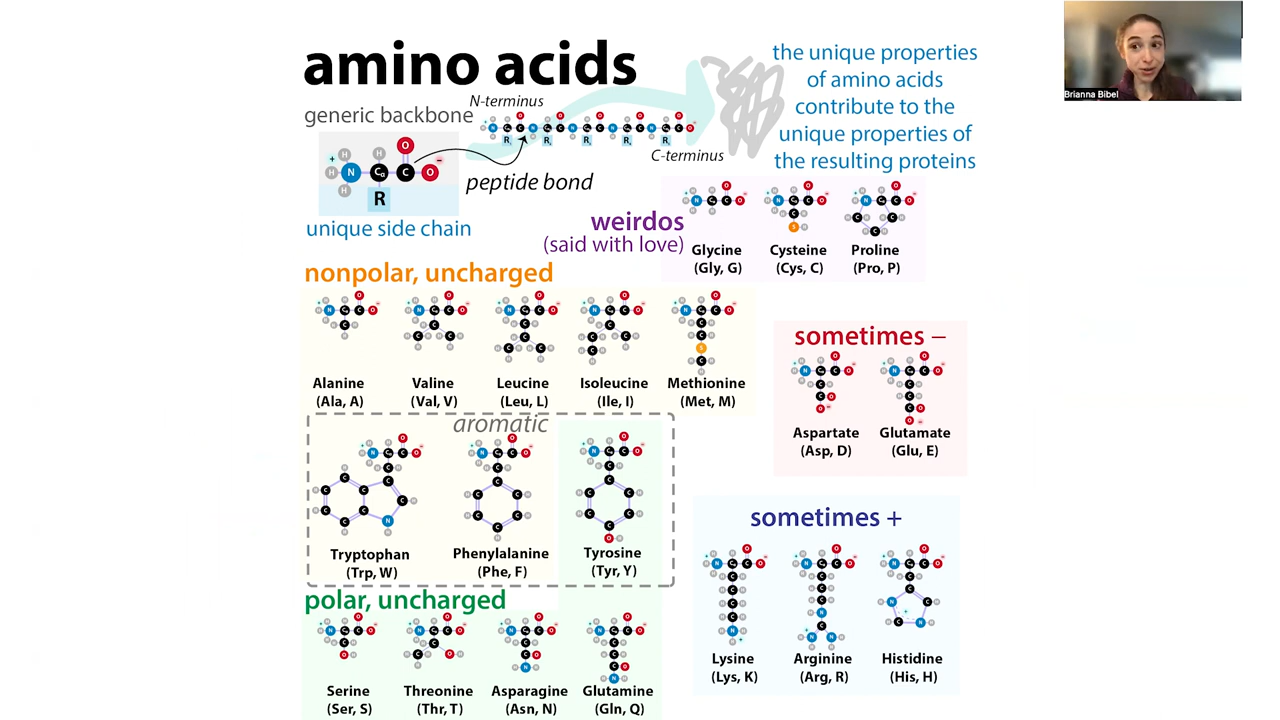 amino acids
the unique properties
of amino acids
contribute to the
unique properties of
the resulting proteins
Brianna Bibel
generic backbone
N-terminus
C-terminus
peptide bond
R
unique side chain
weirdos
(said with love)
Glycine
(Gly, G)
Cysteine
(Cys, C)
Proline
(Pro, P)
nonpolar, uncharged
Alanine
(Ala, A)
Valine
(Val, V)
Leucine
(Leu, L)
Isoleucine
(Ile, I)
Methionine
(Met, M)
sometimes –
Aspartate
(Asp, D)
Glutamate
(Glu, E)
aromatic
Tryptophan
(Trp, W)
Phenylalanine
(Phe, F)
Tyrosine
(Tyr, Y)
sometimes +
Lysine
(Lys, K)
Arginine
(Arg, R)
Histidine
(His, H)
polar, uncharged
Serine
(Ser, S)
Threonine
(Thr, T)
Asparagine
(Asn, N)
Glutamine
(Gln, Q)